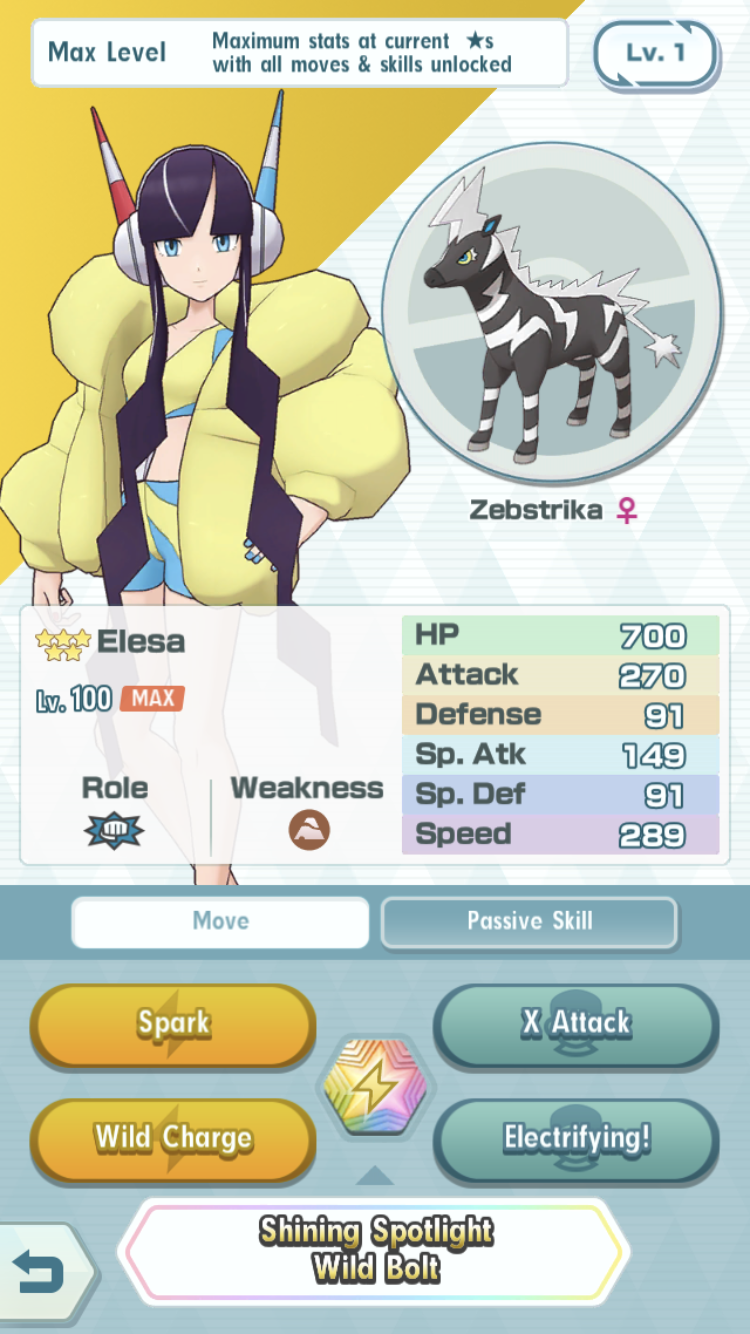 Max Level
Maximum stats at current ★s
with all moves & skills unlocked
Lv. 1
Zebstrika ♀
Elesa
Lv. 100 MAX
Role
Weakness
HP 700
Attack 270
Defense 91
Sp. Atk 149
Sp. Def 91
Speed 289
Move
Passive Skill
Spark
X Attack
Wild Charge
Electrifying!
Shining Spotlight
Wild Bolt